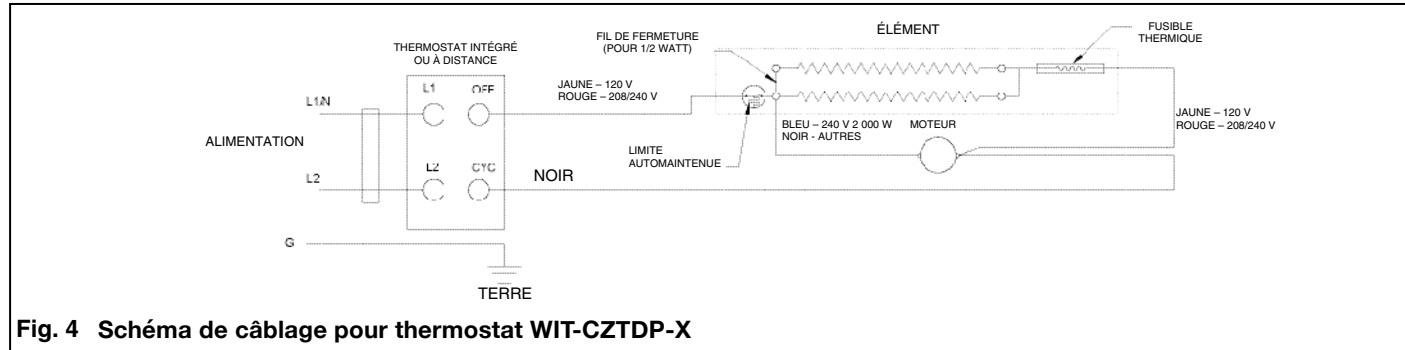 ÉLÉMENT
FUSIBLE
THERMIQUE
FIL DE FERMETURE
(POUR 1/2 WATT)
THERMOSTAT INTÉGRÉ
OU À DISTANCE
L1
OFF
JAUNE – 120 V
ROUGE – 208/240 V
L1/N
JAUNE – 120 V
ROUGE – 208/240 V
BLEU – 240 V 2 000 W
NOIR - AUTRES
MOTEUR
ALIMENTATION
LIMITE
AUTOMAINTENUE
L2
CYC
NOIR
L2
G
TERRE
Fig. 4 Schéma de câblage pour thermostat WIT-CZTDP-X